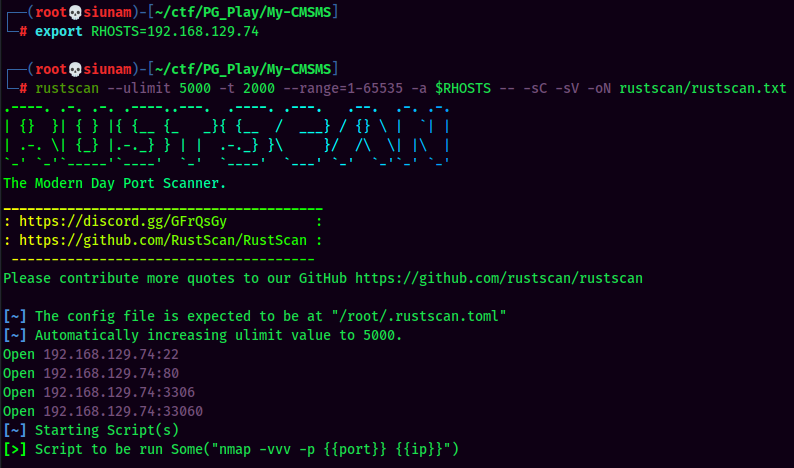 ┌──(root💀siunam)-[~/ctf/PG_Play/My-CMSMS]
└─# export RHOSTS=192.168.129.74
┌──(root💀siunam)-[~/ctf/PG_Play/My-CMSMS]
└─# rustscan --ulimit 5000 -t 2000 --range=1-65535 -a $RHOSTS -- -sC -sV -oN rustscan/rustscan.txt
.----. .-. .-. .----..---.  .----. .---.   .--.  .-. .-.
| {}  }| { } |{ {__ {_   _}{ {__  /  ___} / {} \ |  `| |
| .-. \| {_} |.-._} } | |  .-._} }\     }/  /\  \| |\  |
`-' `-'`-----'`----'  `-'  `----'  `---' `-'  `-'`-' `-'
The Modern Day Port Scanner.
________________________________________
: https://discord.gg/GFrQsGy           :
: https://github.com/RustScan/RustScan :
 --------------------------------------
Please contribute more quotes to our GitHub https://github.com/rustscan/rustscan
[~] The config file is expected to be at "/root/.rustscan.toml"
[~] Automatically increasing ulimit value to 5000.
Open 192.168.129.74:22
Open 192.168.129.74:80
Open 192.168.129.74:3306
Open 192.168.129.74:33060
[~] Starting Script(s)
[>] Script to be run Some("nmap -vvv -p {{port}} {{ip}}")